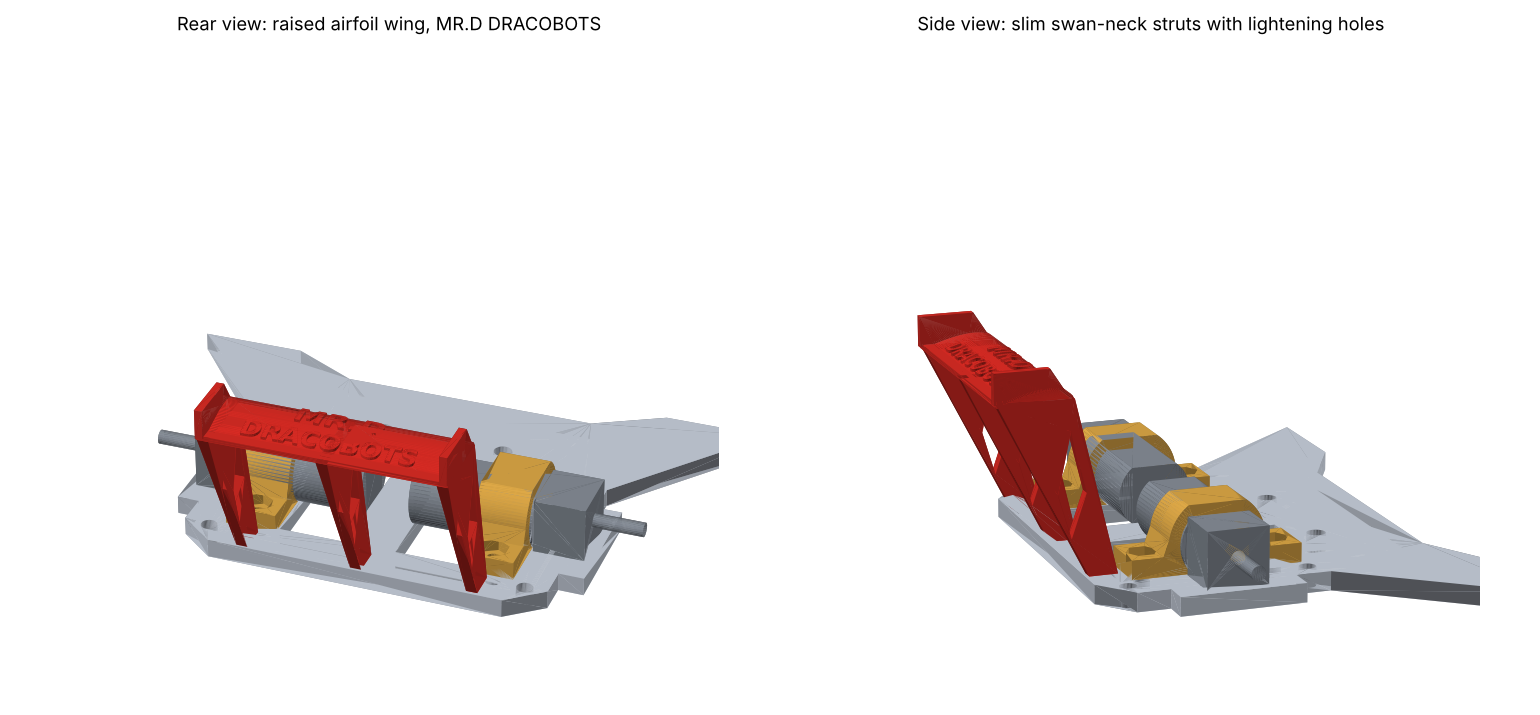 Rear view: raised airfoil wing, MR.D DRACOBOTS
Side view: slim swan-neck struts with lightening holes
MR. D
DRACOBOTS